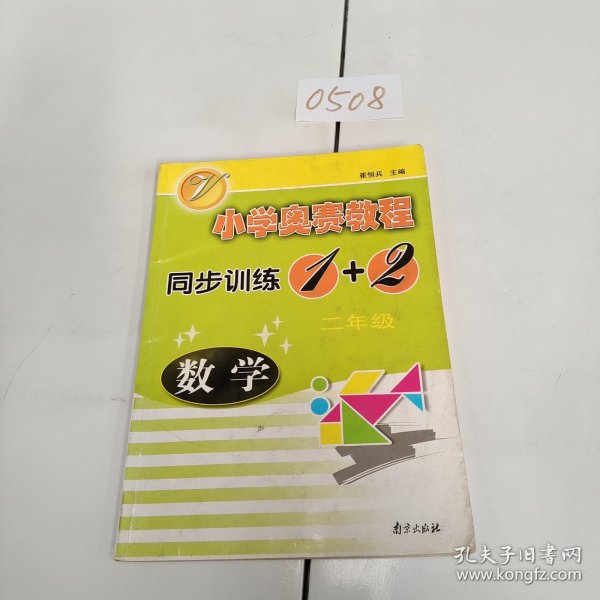 0508
崔恒兵 主编
V
小学奥赛教程
同步训练 1+2
二年级
数学
南京出版社
孔夫子旧书网
www.kongfz.com